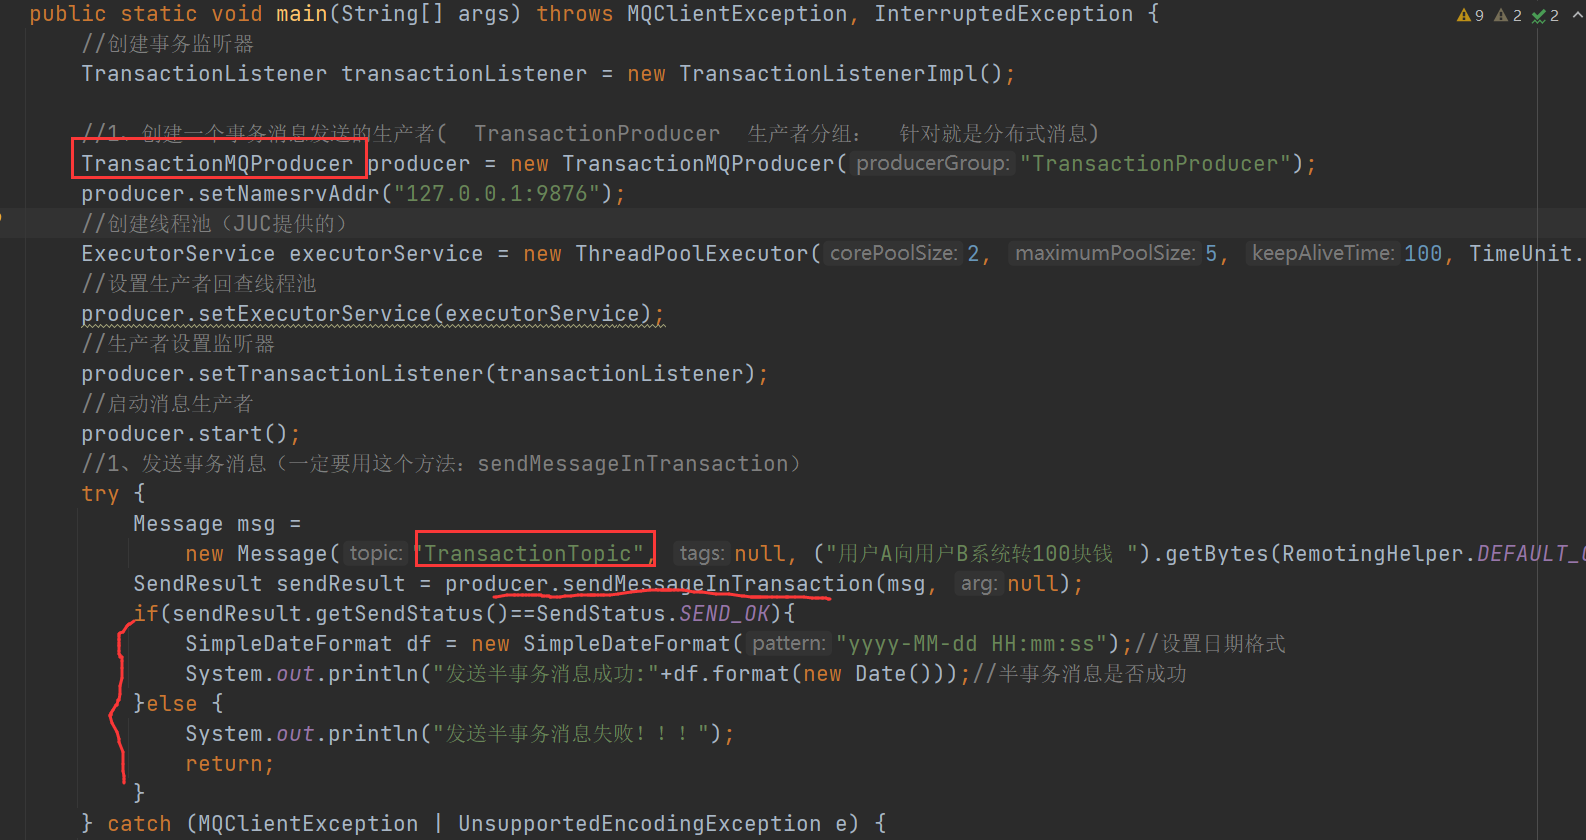 public static void main(String[] args) throws MQClientException, InterruptedException {
9 2 2
//创建事务监听器
TransactionListener transactionListener = new TransactionListenerImpl();
//1、创建一个事务消息发送的生产者( TransactionProducer 生产者分组: 针对就是分布式消息)
TransactionMQProducer producer = new TransactionMQProducer( producerGroup: "TransactionProducer");
producer.setNamesrvAddr("127.0.0.1:9876");
//创建线程池（JUC提供的）
ExecutorService executorService = new ThreadPoolExecutor( corePoolSize: 2, maximumPoolSize: 5, keepAliveTime: 100, TimeUnit.
//设置生产者回查线程池
producer.setExecutorService(executorService);
//生产者设置监听器
producer.setTransactionListener(transactionListener);
//启动消息生产者
producer.start();
//1、发送事务消息（一定要用这个方法：sendMessageInTransaction）
try {
Message msg =
new Message( topic: "TransactionTopic", tags: null, ("用户A向用户B系统转100块钱 ").getBytes(RemotingHelper.DEFAULT_
SendResult sendResult = producer.sendMessageInTransaction(msg, arg: null);
if(sendResult.getSendStatus()==SendStatus.SEND_OK){
SimpleDateFormat df = new SimpleDateFormat( pattern: "yyyy-MM-dd HH:mm:ss");//设置日期格式
System.out.println("发送半事务消息成功:"+df.format(new Date()));//半事务消息是否成功
}else {
System.out.println("发送半事务消息失败！！！");
return;
}
} catch (MQClientException | UnsupportedEncodingException e) {